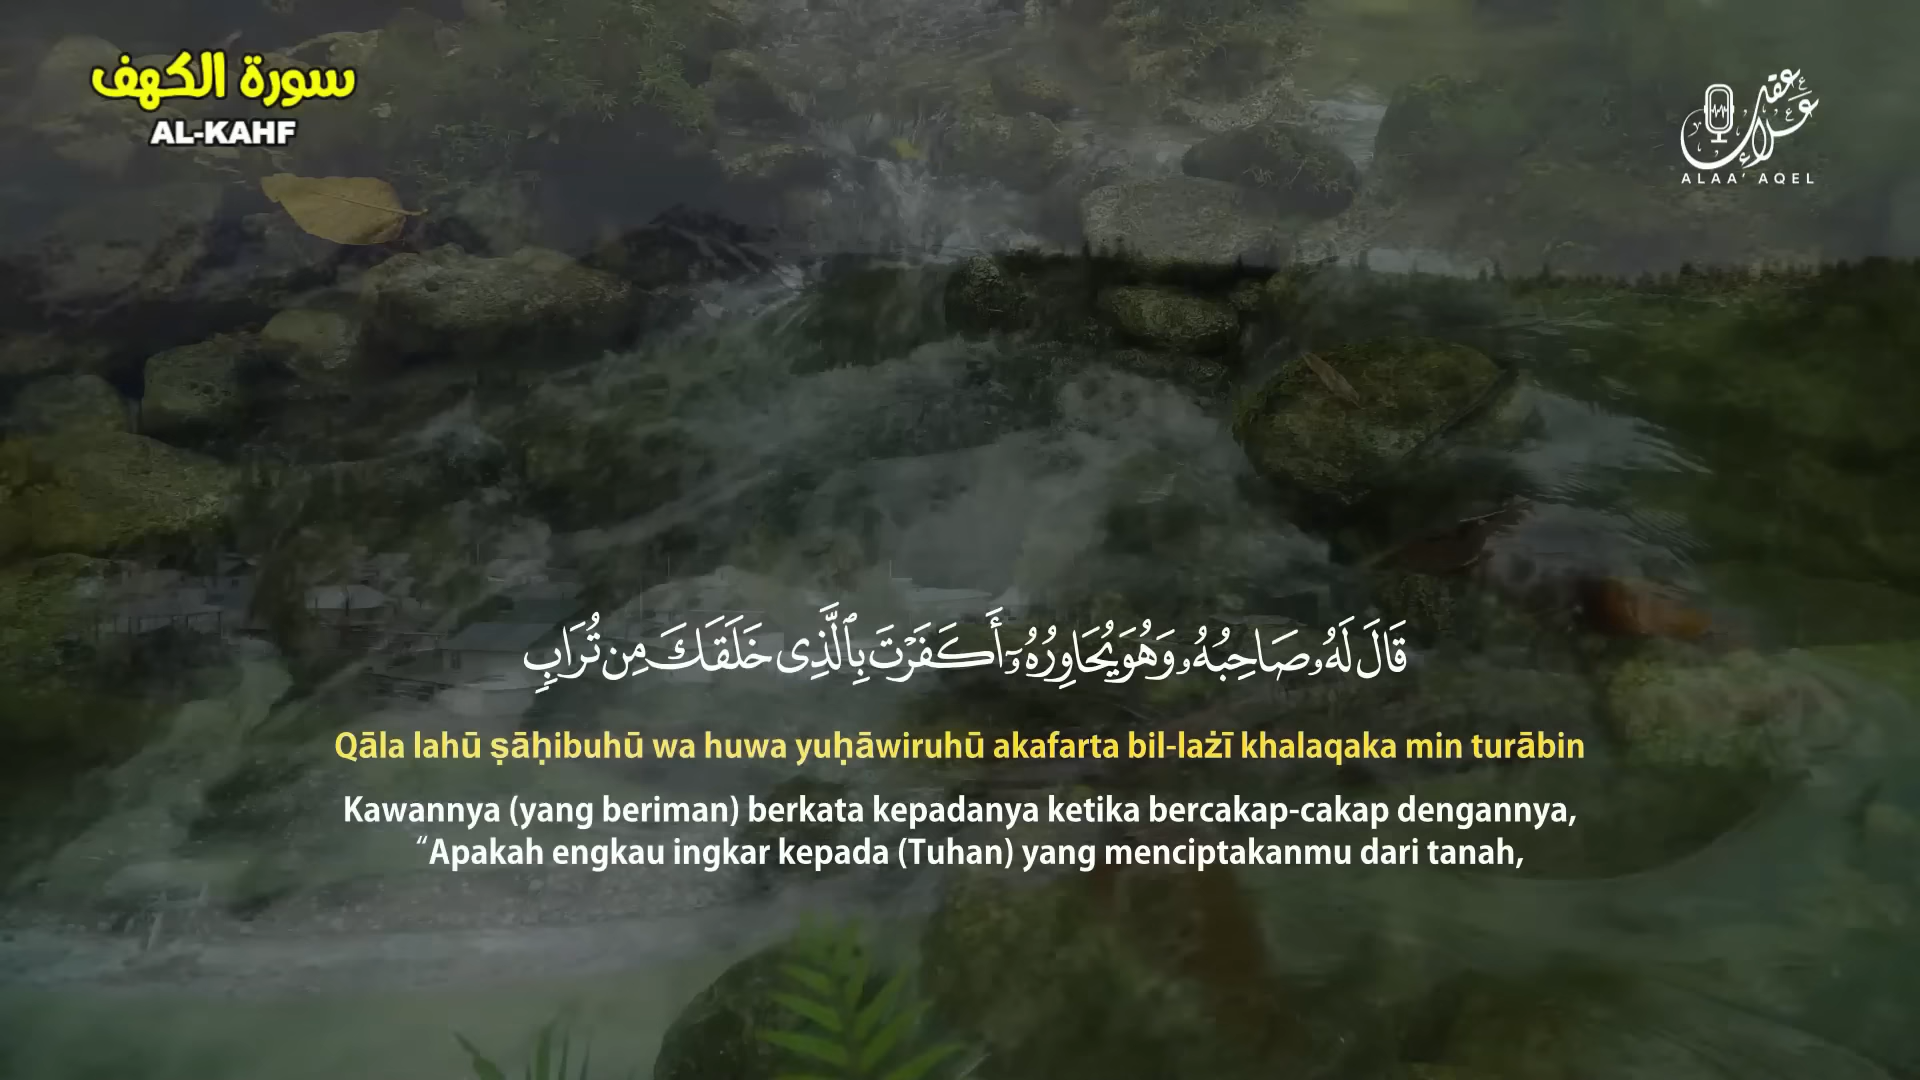 سورة الكهف
AL-KAHF
علاء عقل
ALAA' AQEL
قَالَ لَهُۥ صَاحِبُهُۥ وَهُوَ يُحَاوِرُهُۥٓ أَكَفَرْتَ بِٱلَّذِى خَلَقَكَ مِن تُرَابٍ
Qāla lahū ṣāḥibuhū wa huwa yuḥāwiruhū akafarta bil-lażī khalaqaka min turābin
Kawannya (yang beriman) berkata kepadanya ketika bercakap-cakap dengannya,
“Apakah engkau ingkar kepada (Tuhan) yang menciptakanmu dari tanah,